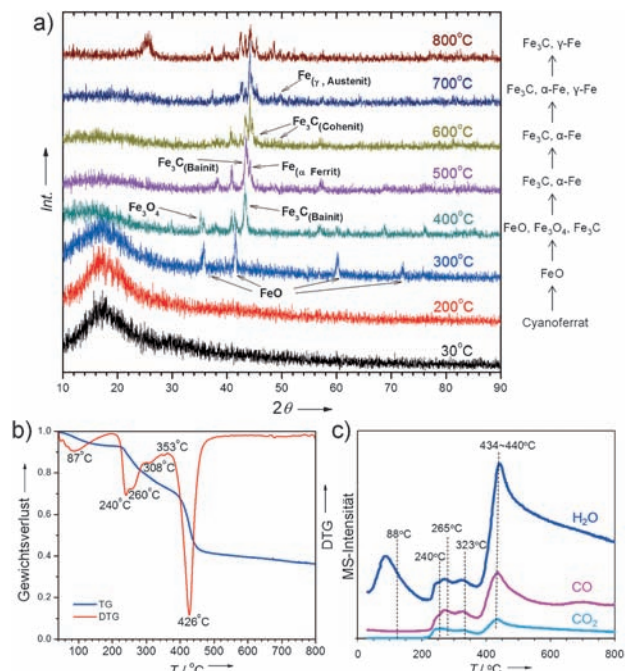 a)
800°C
700°C
Fe(γ, Austenit)
600°C
Fe₃C(Cohenit)
Fe₃C(Bainit)
Fe(α Ferrit)
500°C
Fe₃O₄
Fe₃C(Bainit)
400°C
300°C
FeO
200°C
30°C
Int.
10 20 30 40 50 60 70 80 90
2θ
Fe₃C, γ-Fe
Fe₃C, α-Fe, γ-Fe
Fe₃C, α-Fe
Fe₃C, α-Fe
FeO, Fe₃O₄, Fe₃C
FeO
Cyanoferrat
b)
1.0
0.8
0.6
0.4
0.2
0.0
Gewichtsverlust
87°C
240°C
260°C
308°C
353°C
426°C
TG
DTG
DTG
100 200 300 400 500 600 700 800
T / °C
c)
MS-Intensität
88°C
240°C
265°C
323°C
434~440°C
H₂O
CO
CO₂
0 200 400 600 800
T / °C